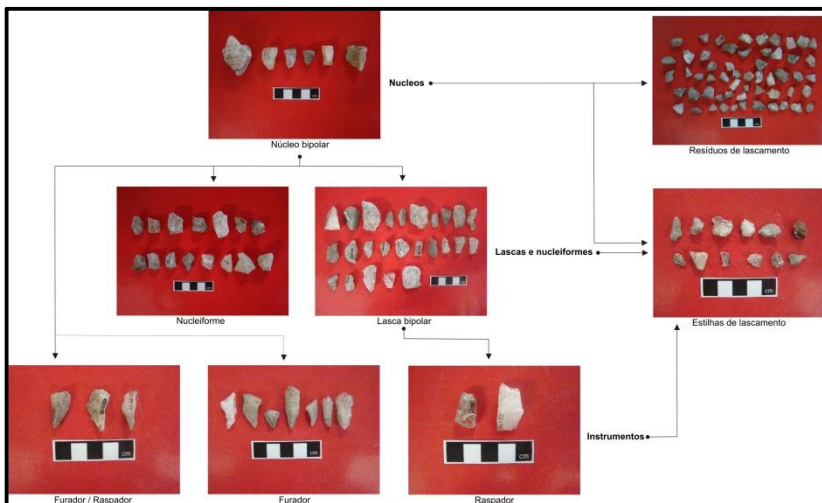 cm
Nucleos
Núcleo bipolar
cm
Resíduos de lascamento
cm
Nucleiforme
cm
Lasca bipolar
Lascas e nucleiformes
cm
Estilhas de lascamento
cm
Furador / Raspador
cm
Furador
cm
Raspador
Instrumentos